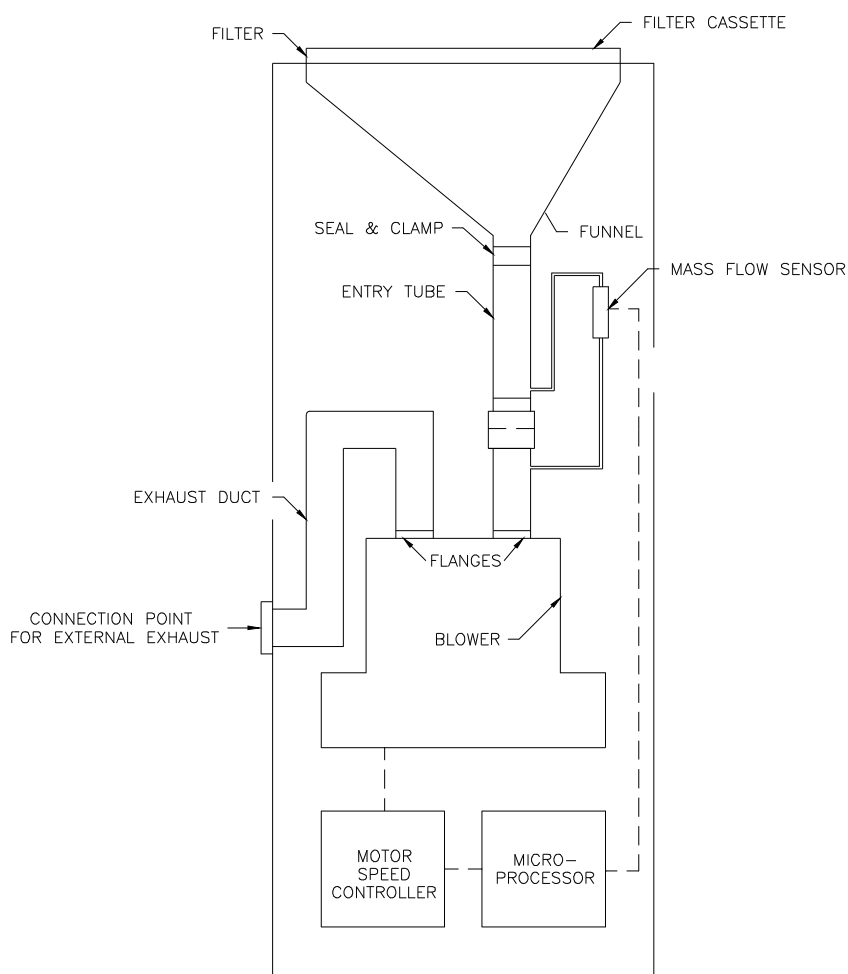 FILTER CASSETTE
FILTER
SEAL & CLAMP
FUNNEL
MASS FLOW SENSOR
ENTRY TUBE
EXHAUST DUCT
FLANGES
CONNECTION POINT
FOR EXTERNAL EXHAUST
BLOWER
MOTOR
SPEED
CONTROLLER
MICRO-
PROCESSOR